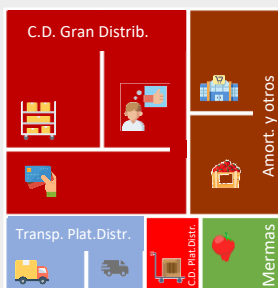 C.D. Gran Distrib.
Amort. y otros
Transp. Plat.Distr.
C.D. Plat.Distr.
Mermas